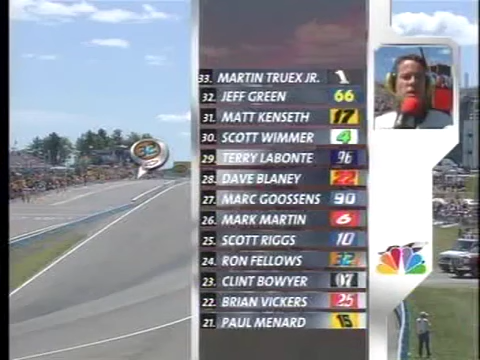 33. MARTIN TRUEX JR. 1
32. JEFF GREEN 66
31. MATT KENSETH 17
30. SCOTT WIMMER 4
29. TERRY LABONTE 96
28. DAVE BLANEY 22
27. MARC GOOSSENS 90
26. MARK MARTIN 6
25. SCOTT RIGGS 10
24. RON FELLOWS 32
23. CLINT BOWYER 07
22. BRIAN VICKERS 25
21. PAUL MENARD 15